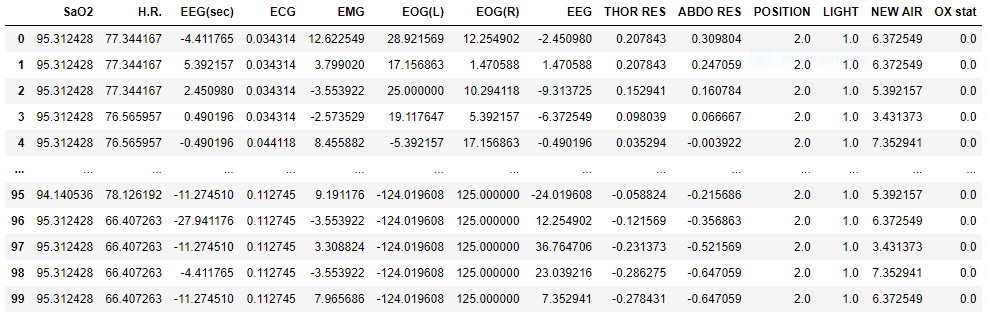 SaO2 H.R. EEG(sec) ECG EMG EOG(L) EOG(R) EEG THOR RES ABDO RES POSITION LIGHT NEW AIR OX stat
0 95.312428 77.344167 -4.411765 0.034314 12.622549 28.921569 12.254902 -2.450980 0.207843 0.309804 2.0 1.0 6.372549 0.0
1 95.312428 77.344167 5.392157 0.034314 3.799020 17.156863 1.470588 1.470588 0.207843 0.247059 2.0 1.0 6.372549 0.0
2 95.312428 77.344167 2.450980 0.034314 -3.553922 25.000000 10.294118 -9.313725 0.152941 0.160784 2.0 1.0 5.392157 0.0
3 95.312428 76.565957 0.490196 0.034314 -2.573529 19.117647 5.392157 -6.372549 0.098039 0.066667 2.0 1.0 3.431373 0.0
4 95.312428 76.565957 -0.490196 0.044118 8.455882 -5.392157 17.156863 -0.490196 0.035294 -0.003922 2.0 1.0 7.352941 0.0
... ... ... ... ... ... ... ... ... ... ... ... ... ... ...
95 94.140536 78.126192 -11.274510 0.112745 9.191176 -124.019608 125.000000 -24.019608 -0.058824 -0.215686 2.0 1.0 5.392157 0.0
96 95.312428 66.407263 -27.941176 0.112745 -3.553922 -124.019608 125.000000 12.254902 -0.121569 -0.356863 2.0 1.0 6.372549 0.0
97 95.312428 66.407263 -11.274510 0.112745 3.308824 -124.019608 125.000000 36.764706 -0.231373 -0.521569 2.0 1.0 3.431373 0.0
98 95.312428 66.407263 -4.411765 0.112745 -3.553922 -124.019608 125.000000 23.039216 -0.286275 -0.647059 2.0 1.0 7.352941 0.0
99 95.312428 66.407263 -11.274510 0.112745 7.965686 -124.019608 125.000000 7.352941 -0.278431 -0.647059 2.0 1.0 6.372549 0.0